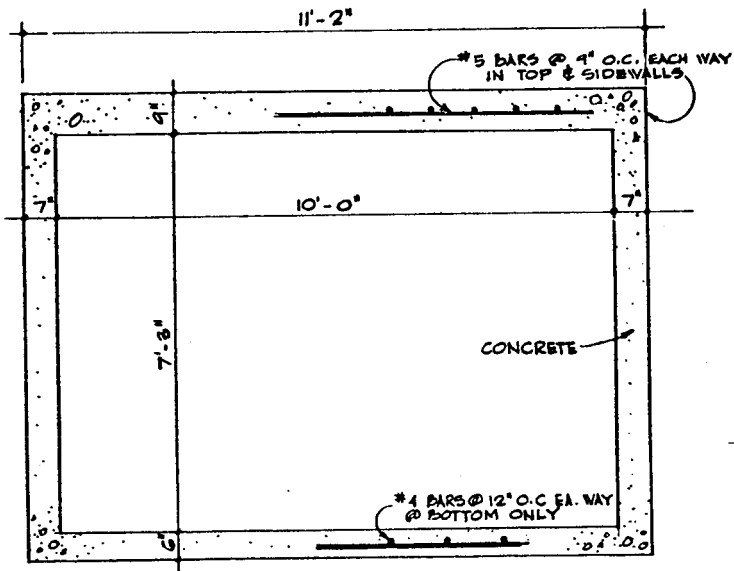 11'-2"
#5 BARS @ 9" O.C. EACH WAY
IN TOP & SIDEWALLS
9"
7"
10'-0"
7"
7'-3"
CONCRETE
#4 BARS @ 12" O.C EA. WAY
@ BOTTOM ONLY
6"